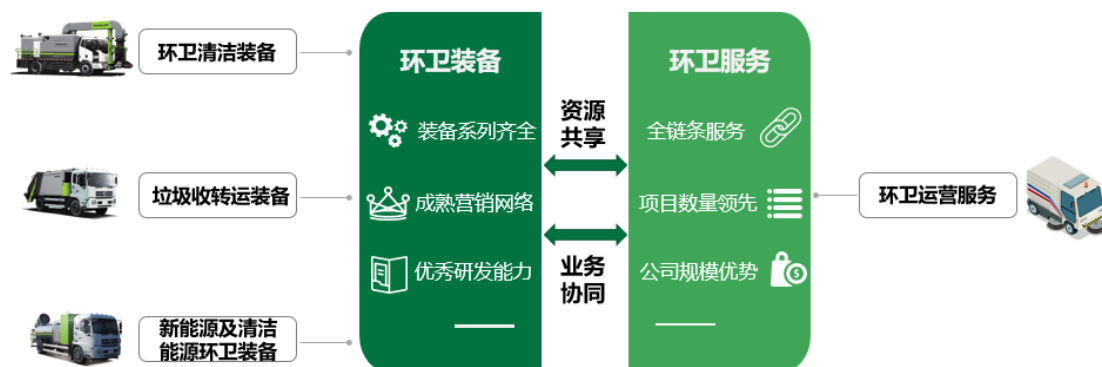 环卫清洁装备
垃圾收转运装备
新能源及清洁
能源环卫装备
环卫装备
装备系列齐全
成熟营销网络
优秀研发能力
资源
共享
业务
协同
环卫服务
全链条服务
项目数量领先
公司规模优势
$
环卫运营服务